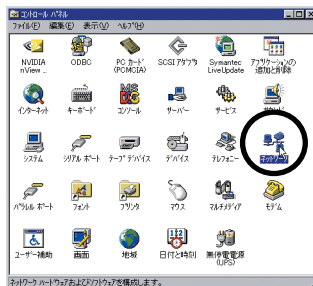 コントロール パネル
ファイル(F) 編集(E) 表示(V) ヘルプ(H)
NVIDIA nView ...
ODBC
PC カード (PCMCIA)
SCSI アダプタ
Symantec LiveUpdate
アプリケーションの追加と削除
インターネット
キーボード
コンソール
サーバー
サービス
サウンド
システム
シリアル ポート
テープ デバイス
デバイス
テレフォニー
ネットワーク
パラレル ポート
フォント
プリンタ
マウス
マルチメディア
モデム
ユーザー補助
画面
地域
日付と時刻
無停電電源 (UPS)
ネットワーク ハードウェアおよびソフトウェアを構成します。